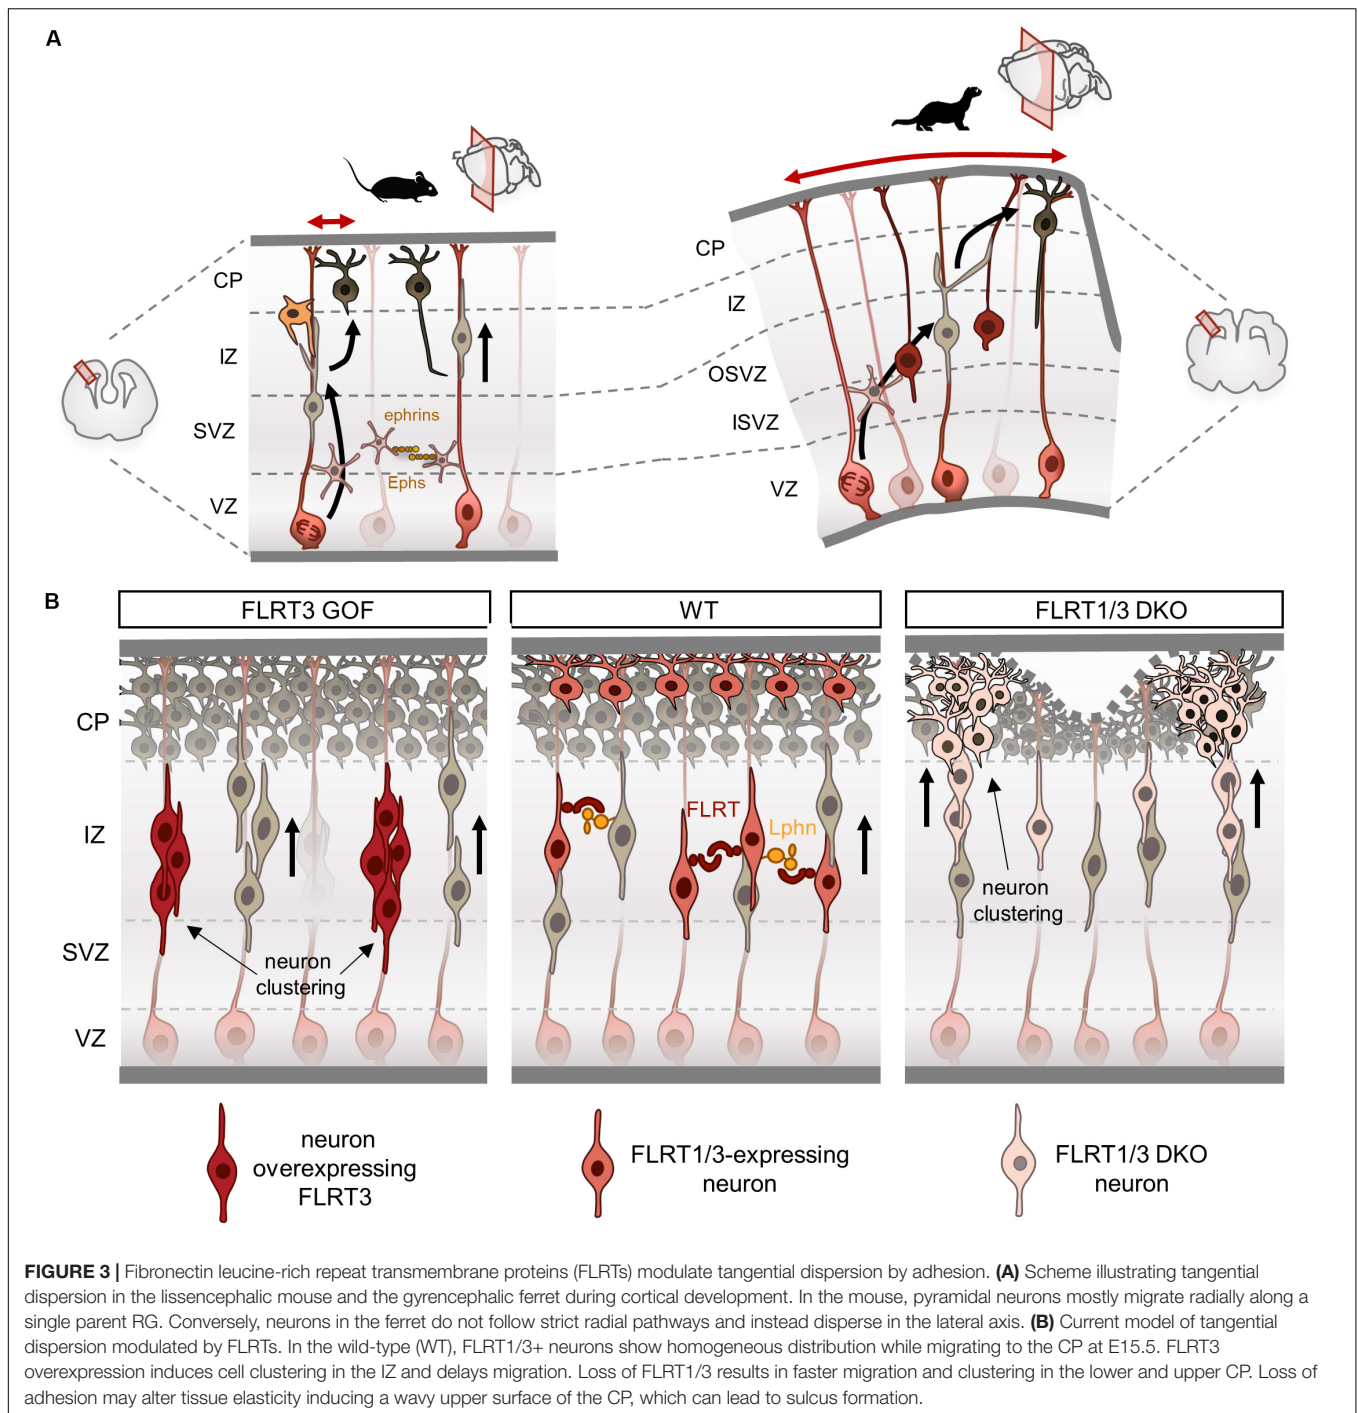 A
CP
IZ
SVZ
VZ
ephrins
Ephs
CP
IZ
OSVZ
ISVZ
VZ
B
FLRT3 GOF
WT
FLRT1/3 DKO
CP
IZ
SVZ
VZ
neuron
clustering
FLRT
Lphn
neuron
clustering
neuron
overexpressing
FLRT3
FLRT1/3-expressing
neuron
FLRT1/3 DKO
neuron
FIGURE 3 | Fibronectin leucine-rich repeat transmembrane proteins (FLRTs) modulate tangential dispersion by adhesion. (A) Scheme illustrating tangential
dispersion in the lissencephalic mouse and the gyrencephalic ferret during cortical development. In the mouse, pyramidal neurons mostly migrate radially along a
single parent RG. Conversely, neurons in the ferret do not follow strict radial pathways and instead disperse in the lateral axis. (B) Current model of tangential
dispersion modulated by FLRTs. In the wild-type (WT), FLRT1/3+ neurons show homogeneous distribution while migrating to the CP at E15.5. FLRT3
overexpression induces cell clustering in the IZ and delays migration. Loss of FLRT1/3 results in faster migration and clustering in the lower and upper CP. Loss of
adhesion may alter tissue elasticity inducing a wavy upper surface of the CP, which can lead to sulcus formation.